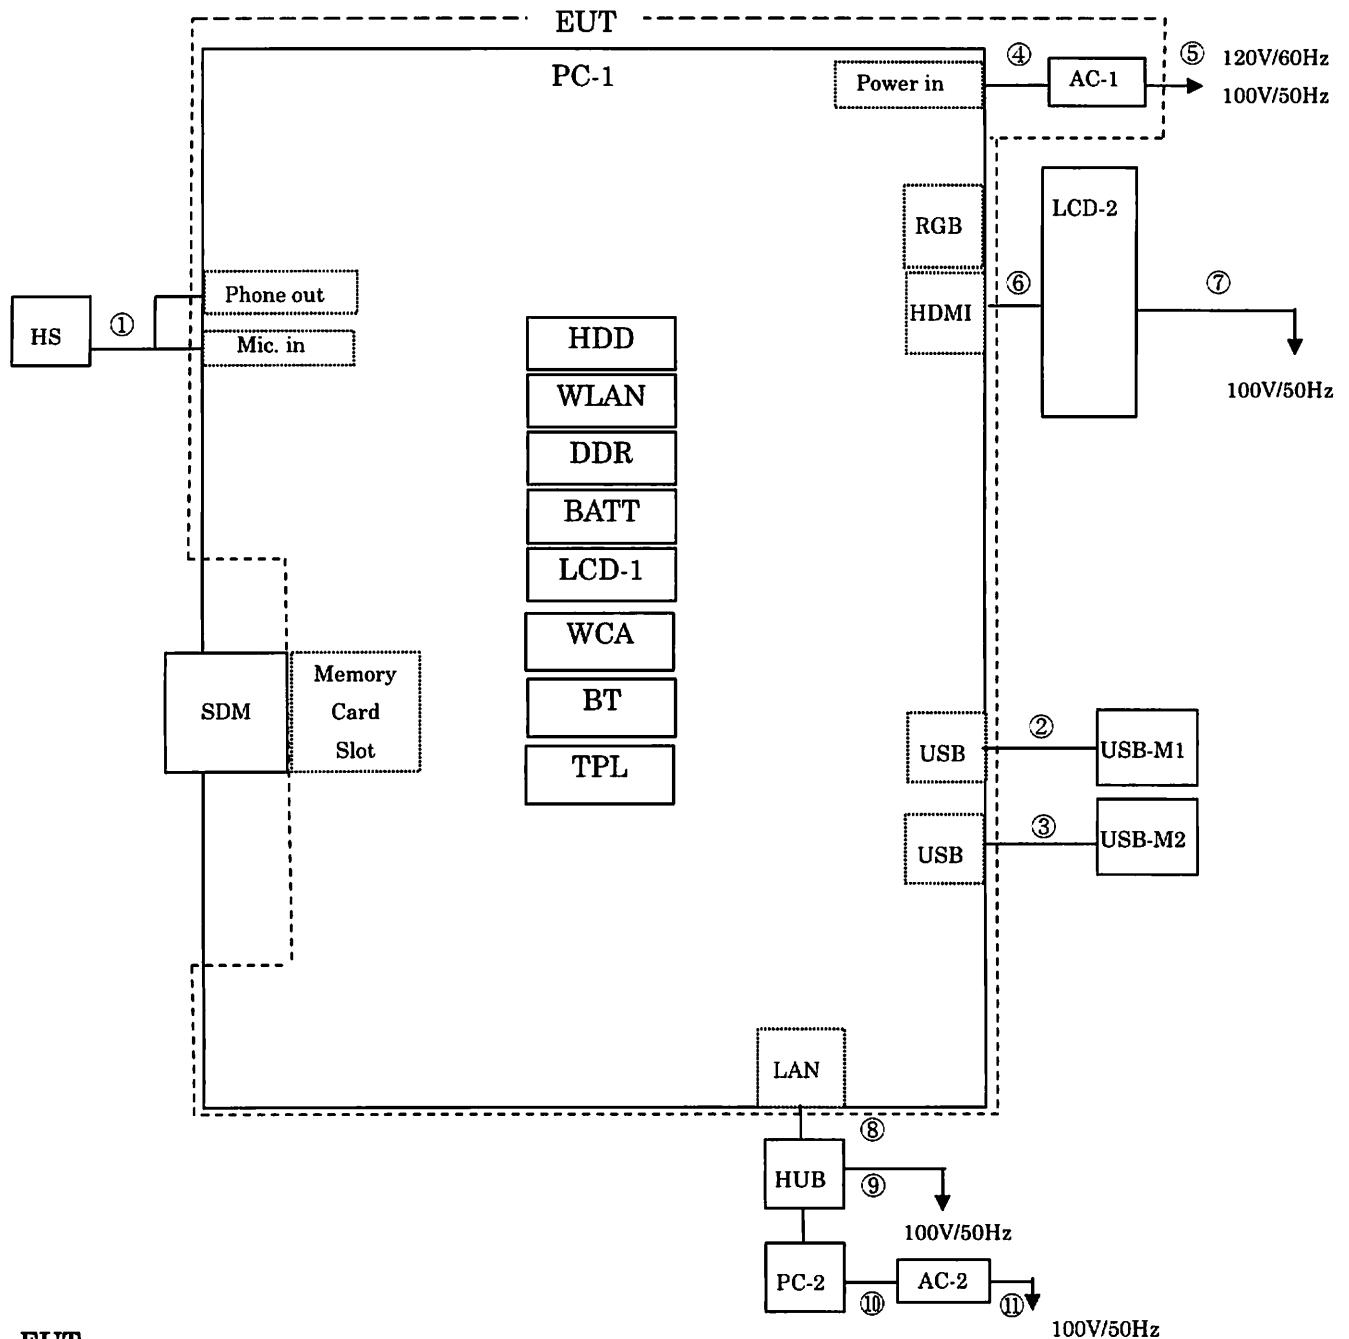 EUT
PC-1
Power in
④
AC-1
⑤
120V/60Hz
100V/50Hz
RGB
LCD-2
HDMI
⑥
⑦
100V/50Hz
HS
①
Phone out
Mic. in
HDD
WLAN
DDR
BATT
LCD-1
WCA
BT
TPL
SDM
Memory
Card
Slot
USB
②
USB-M1
USB
③
USB-M2
LAN
⑧
HUB
⑨
100V/50Hz
PC-2
⑩
AC-2
⑪
100V/50Hz
EUT